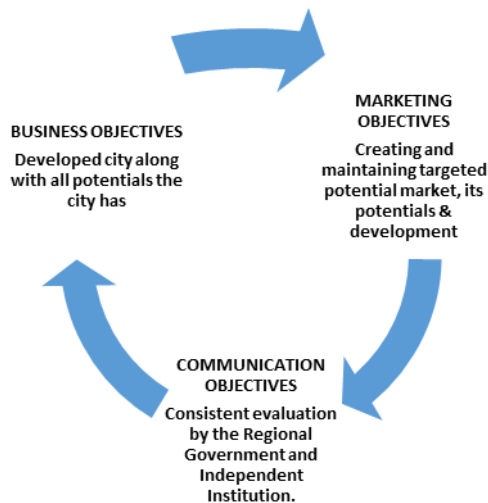 BUSINESS OBJECTIVES
Developed city along
with all potentials the
city has
MARKETING
OBJECTIVES
Creating and
maintaining targeted
potential market, its
potentials &
development
COMMUNICATION
OBJECTIVES
Consistent evaluation
by the Regional
Government and
Independent
Institution.